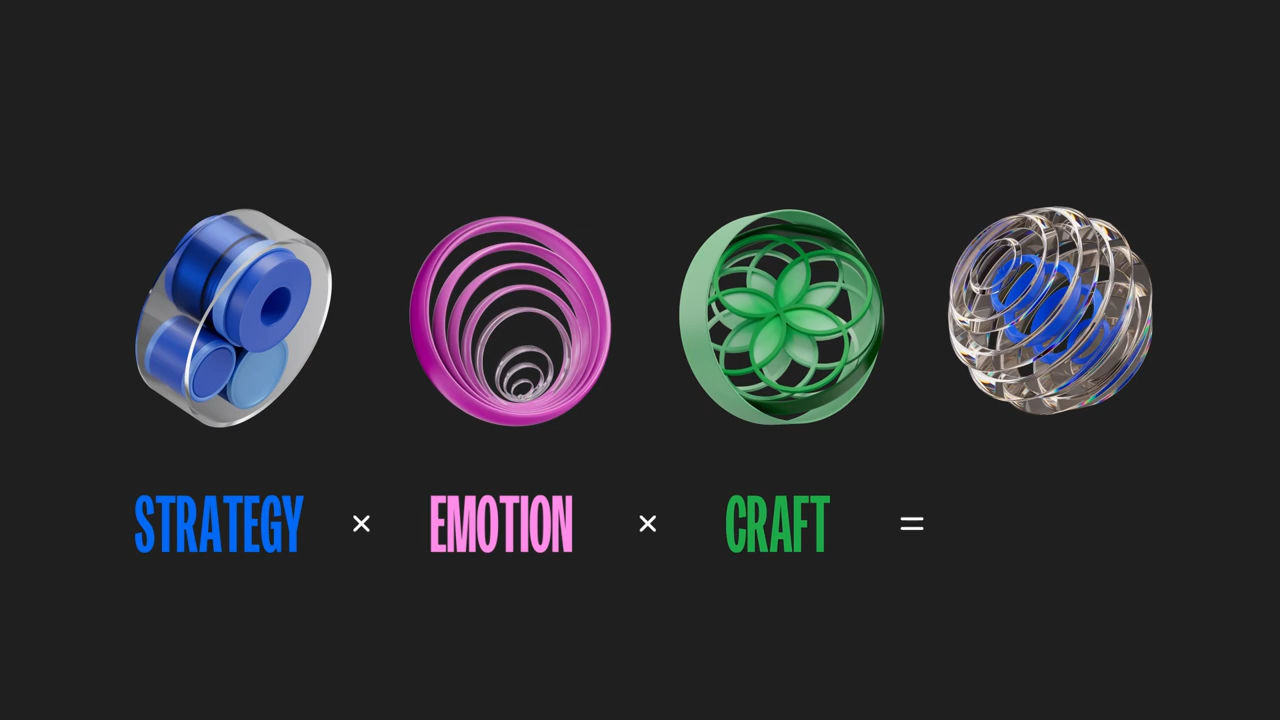 STRATEGY × EMOTION × CRAFT =